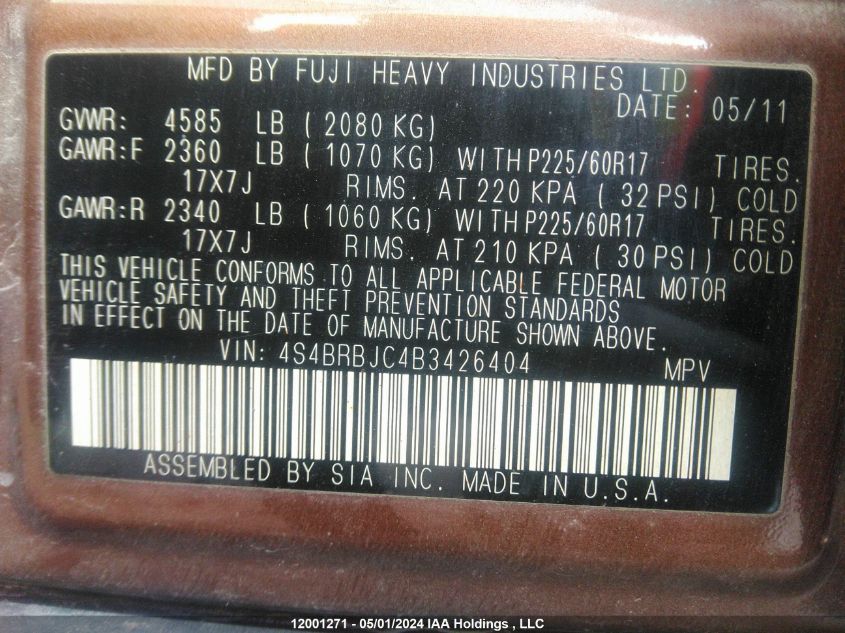 MFD BY FUJI HEAVY INDUSTRIES LTD.
DATE: 05/11
GVWR: 4585 LB ( 2080 KG)
GAWR:F 2360 LB ( 1070 KG) WITH P225/60R17 TIRES.
17X7J RIMS. AT 220 KPA ( 32 PSI) COLD
GAWR:R 2340 LB ( 1060 KG) WITH P225/60R17 TIRES.
17X7J RIMS. AT 210 KPA ( 30 PSI) COLD
THIS VEHICLE CONFORMS TO ALL APPLICABLE FEDERAL MOTOR
VEHICLE SAFETY AND THEFT PREVENTION STANDARDS
IN EFFECT ON THE DATE OF MANUFACTURE SHOWN ABOVE.
VIN: 4S4BRBJC4B3426404 MPV
ASSEMBLED BY SIA INC. MADE IN U.S.A.
12001271 - 05/01/2024 IAA Holdings , LLC